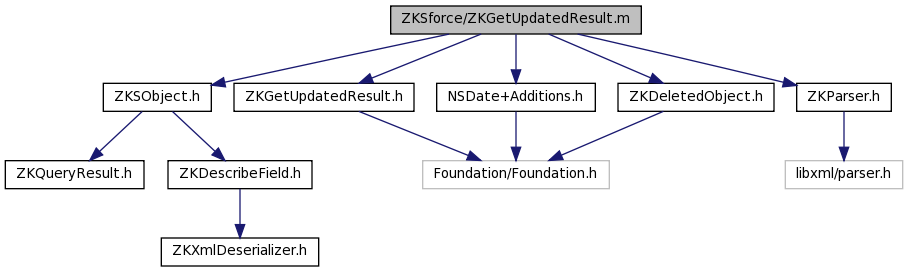 ZKSforce/ZKGetUpdatedResult.m
ZKSObject.h
ZKGetUpdatedResult.h
NSDate+Additions.h
ZKDeletedObject.h
ZKParser.h
ZKQueryResult.h
ZKDescribeField.h
Foundation/Foundation.h
libxml/parser.h
ZKXmlDeserializer.h